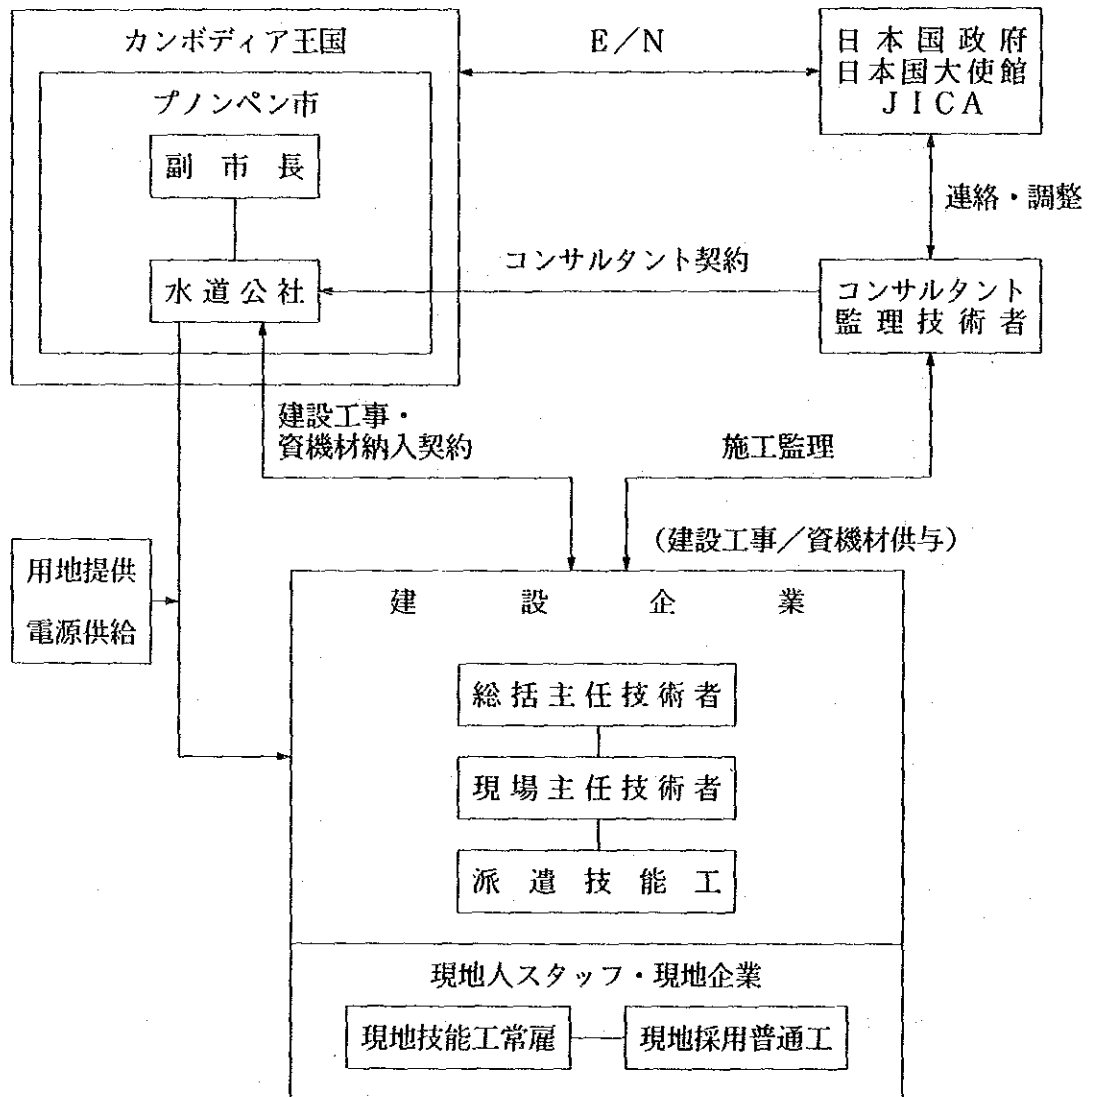 カンボディア王国
E/N
日本国政府
日本国大使館
JICA
プノンペン市
副市長
連絡・調整
コンサルタント契約
水道公社
コンサルタント
監理技術者
建設工事・
資機材納入契約
施工監理
(建設工事/資機材供与)
用地提供
電源供給
建設企業
総括主任技術者
現場主任技術者
派遣技能工
現地人スタッフ・現地企業
現地技能工常雇
現地採用普通工